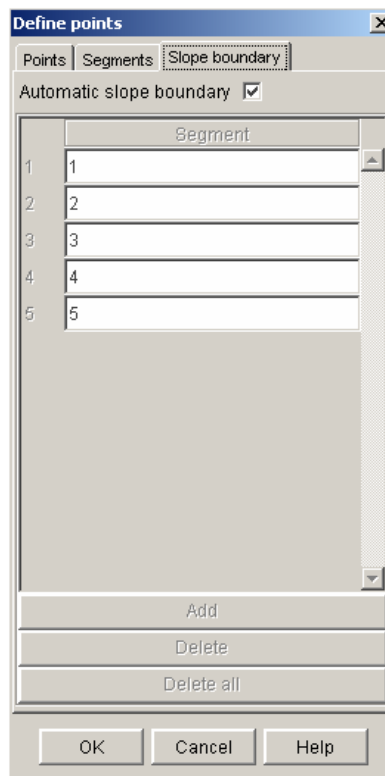 Define points
Points Segments Slope boundary
Automatic slope boundary
Segment
1 1
2 2
3 3
4 4
5 5
Add
Delete
Delete all
OK Cancel Help